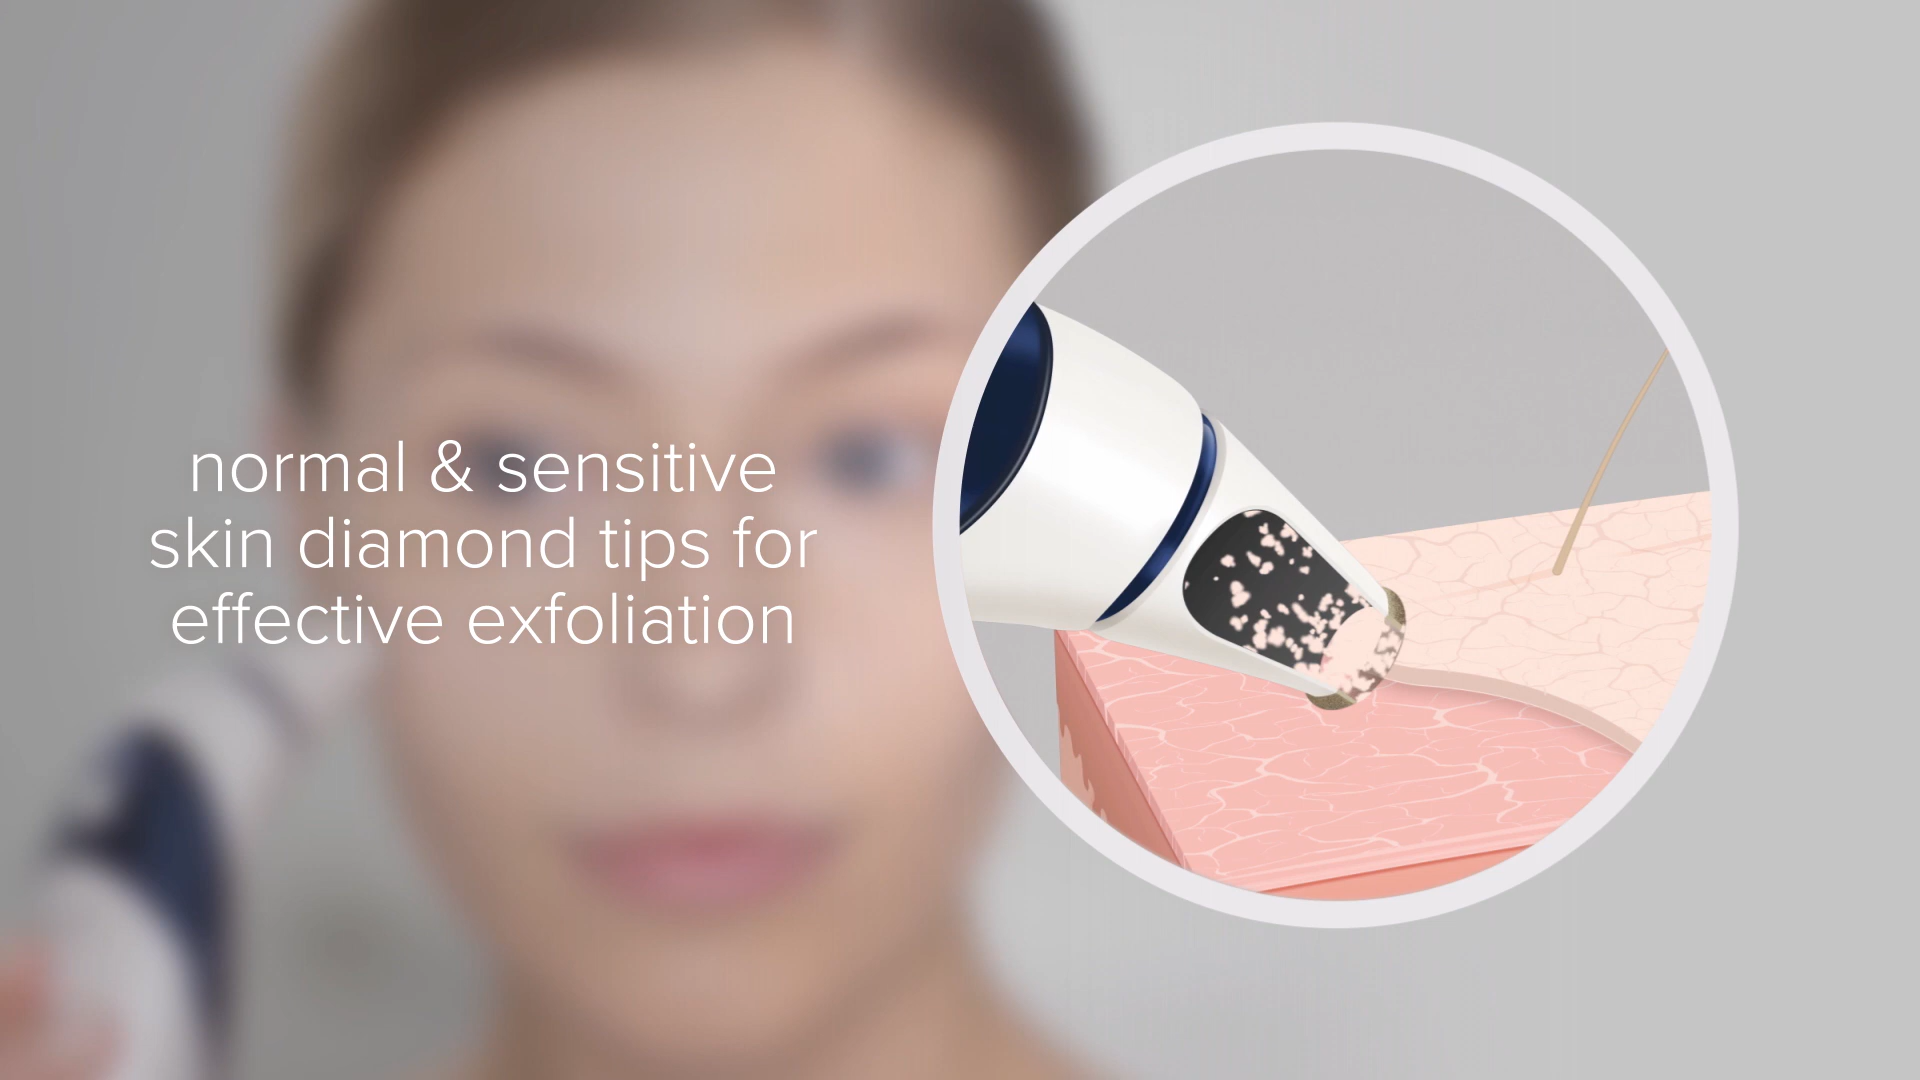 normal & sensitive
skin diamond tips for
effective exfoliation